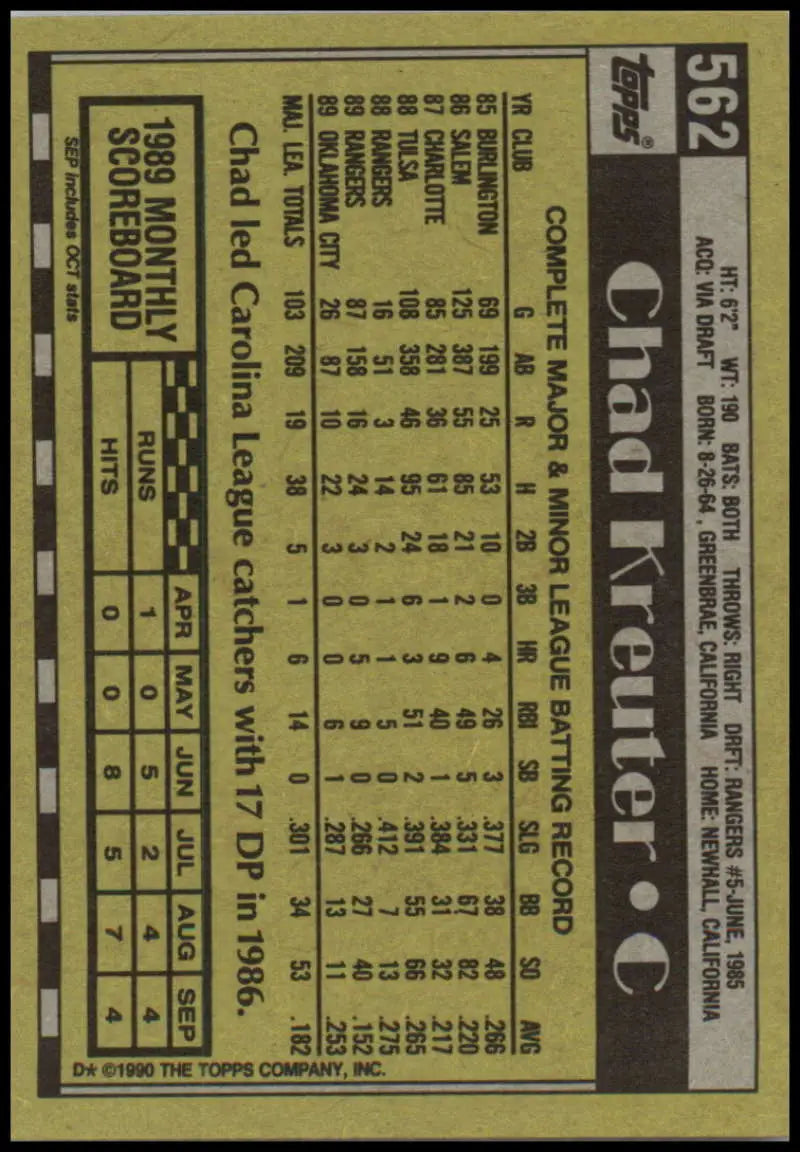 562
HT: 6'2" WT: 190 BATS: BOTH THROWS: RIGHT DRFT: RANGERS #5-JUNE, 1985
ACQ: VIA DRAFT BORN: 8-26-64, GREENBRAE, CALIFORNIA HOME: NEWHALL, CALIFORNIA
topps®
Chad Kreuter • C
COMPLETE MAJOR & MINOR LEAGUE BATTING RECORD
YR CLUB G AB R H 2B 3B HR RBI SB SLG BB SO AVG
85 BURLINGTON 69 199 25 53 10 0 4 26 3 .377 38 48 .266
86 SALEM 125 387 55 85 21 2 6 49 5 .331 67 82 .220
87 CHARLOTTE 85 281 36 61 18 1 9 40 1 .384 31 32 .217
88 TULSA 108 358 46 95 24 6 3 51 2 .391 55 66 .265
88 RANGERS 16 51 3 14 2 1 1 5 0 .412 7 13 .275
89 RANGERS 87 158 16 24 3 0 5 9 0 .266 27 40 .152
89 OKLAHOMA CITY 26 87 10 22 3 0 0 6 1 .287 13 11 .253
MAJ. LEA. TOTALS 103 209 19 38 5 1 6 14 0 .301 34 53 .182
Chad led Carolina League catchers with 17 DP in 1986.
1989 MONTHLY
SCOREBOARD
APR MAY JUN JUL AUG SEP
RUNS 1 0 5 2 4 4
HITS 0 0 8 5 7 4
SEP includes OCT stats
D★ ©1990 THE TOPPS COMPANY, INC.